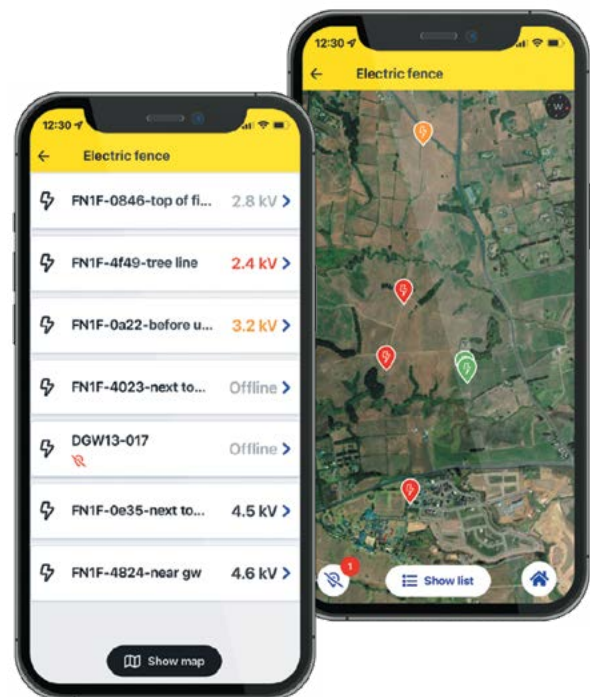 12:30
Electric fence
FN1F-0846-top of fi... 2.8 kV
FN1F-4f49-tree line 2.4 kV
FN1F-0a22-before u... 3.2 kV
FN1F-4023-next to... Offline
DGW13-017 Offline
FN1F-0e35-next to... 4.5 kV
FN1F-4824-near gw 4.6 kV
Show map
12:30
Electric fence
W
1
Show list